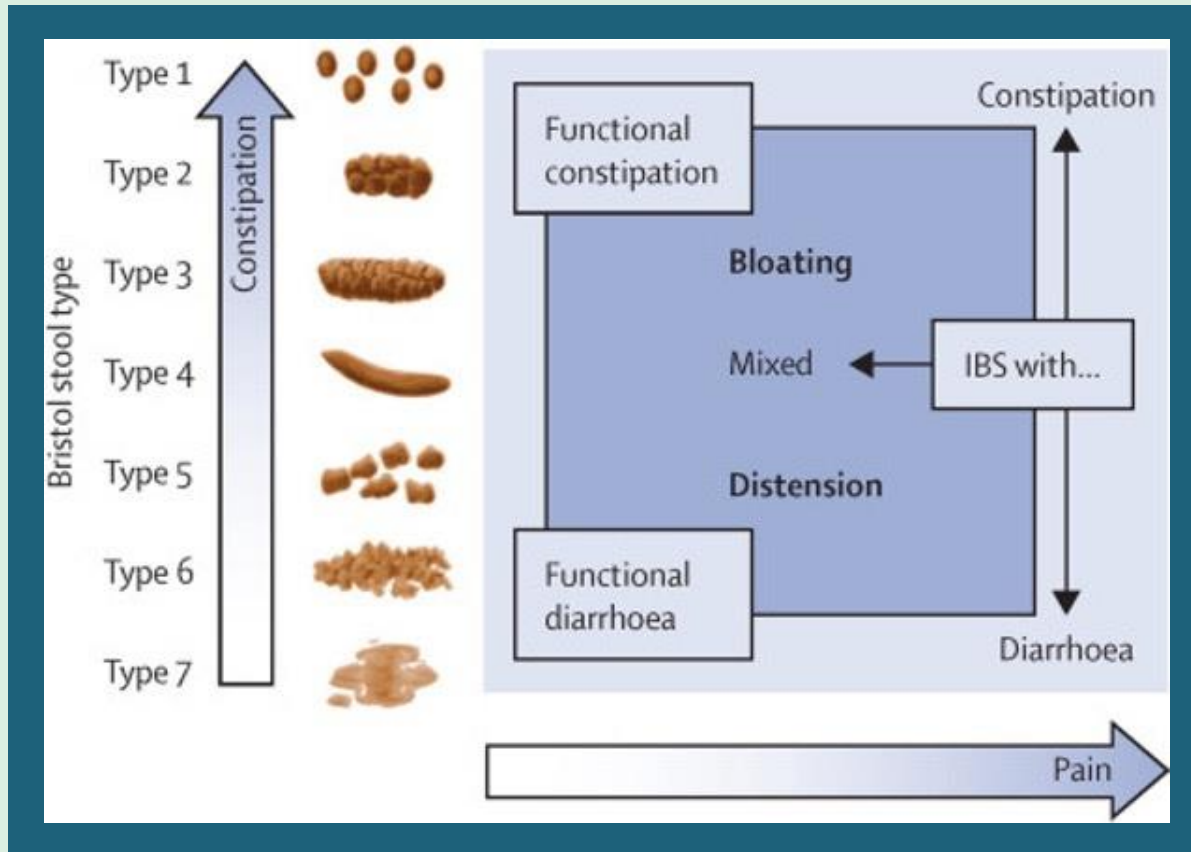 Bristol stool type
Type 1
Type 2
Type 3
Type 4
Type 5
Type 6
Type 7
Constipation
Functional
constipation
Bloating
Mixed
Distension
Functional
diarrhoea
Constipation
IBS with...
Diarrhoea
Pain